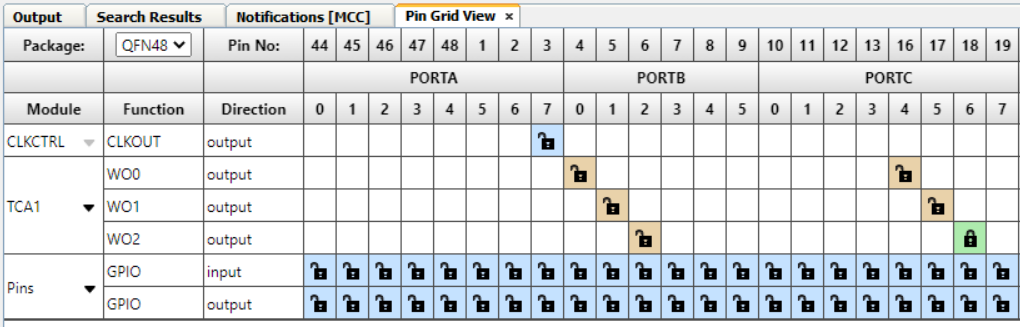 Output Search Results Notifications [MCC] Pin Grid View ×
Package: QFN48 Pin No: 44 45 46 47 48 1 2 3 4 5 6 7 8 9 10 11 12 13 16 17 18 19
PORTA PORTB PORTC
Module Function Direction 0 1 2 3 4 5 6 7 0 1 2 3 4 5 0 1 2 3 4 5 6 7
CLKCTRL CLKOUT output
WO0 output
TCA1 WO1 output
WO2 output
GPIO input
Pins
GPIO output